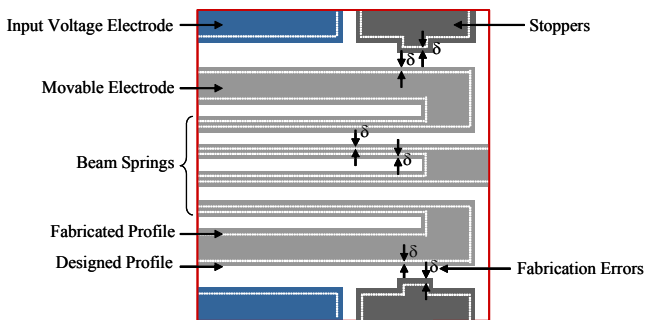 Input Voltage Electrode
Stoppers
δ
δ
Movable Electrode
δ
Beam Springs
δ
Fabricated Profile
δ
Designed Profile
δ
Fabrication Errors